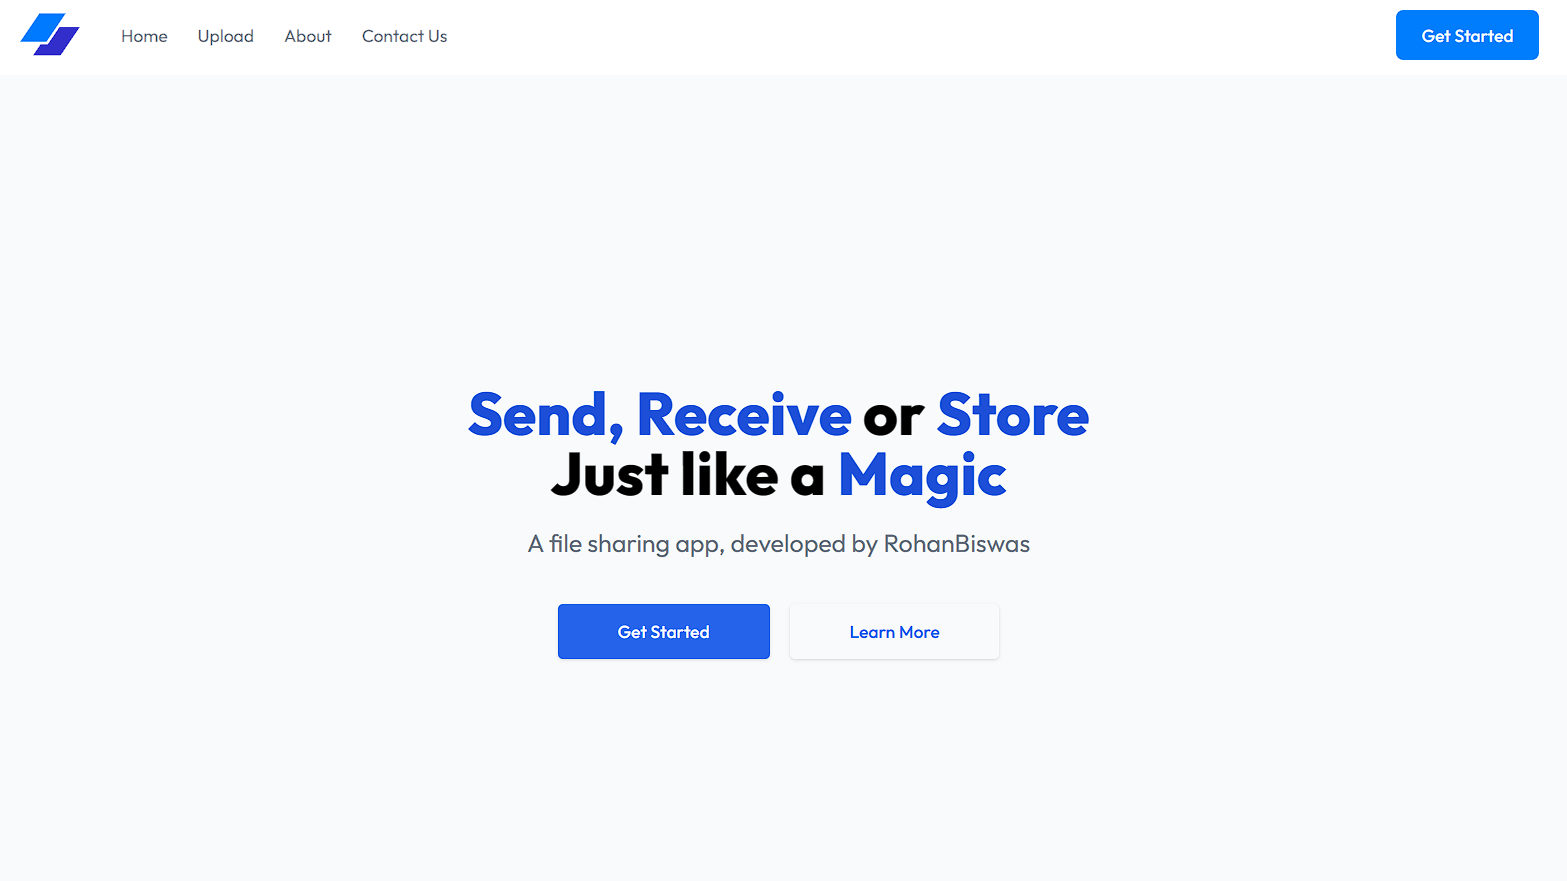 Home Upload About Contact Us Get Started
Send, Receive or Store
Just like a Magic
A file sharing app, developed by RohanBiswas
Get Started Learn More